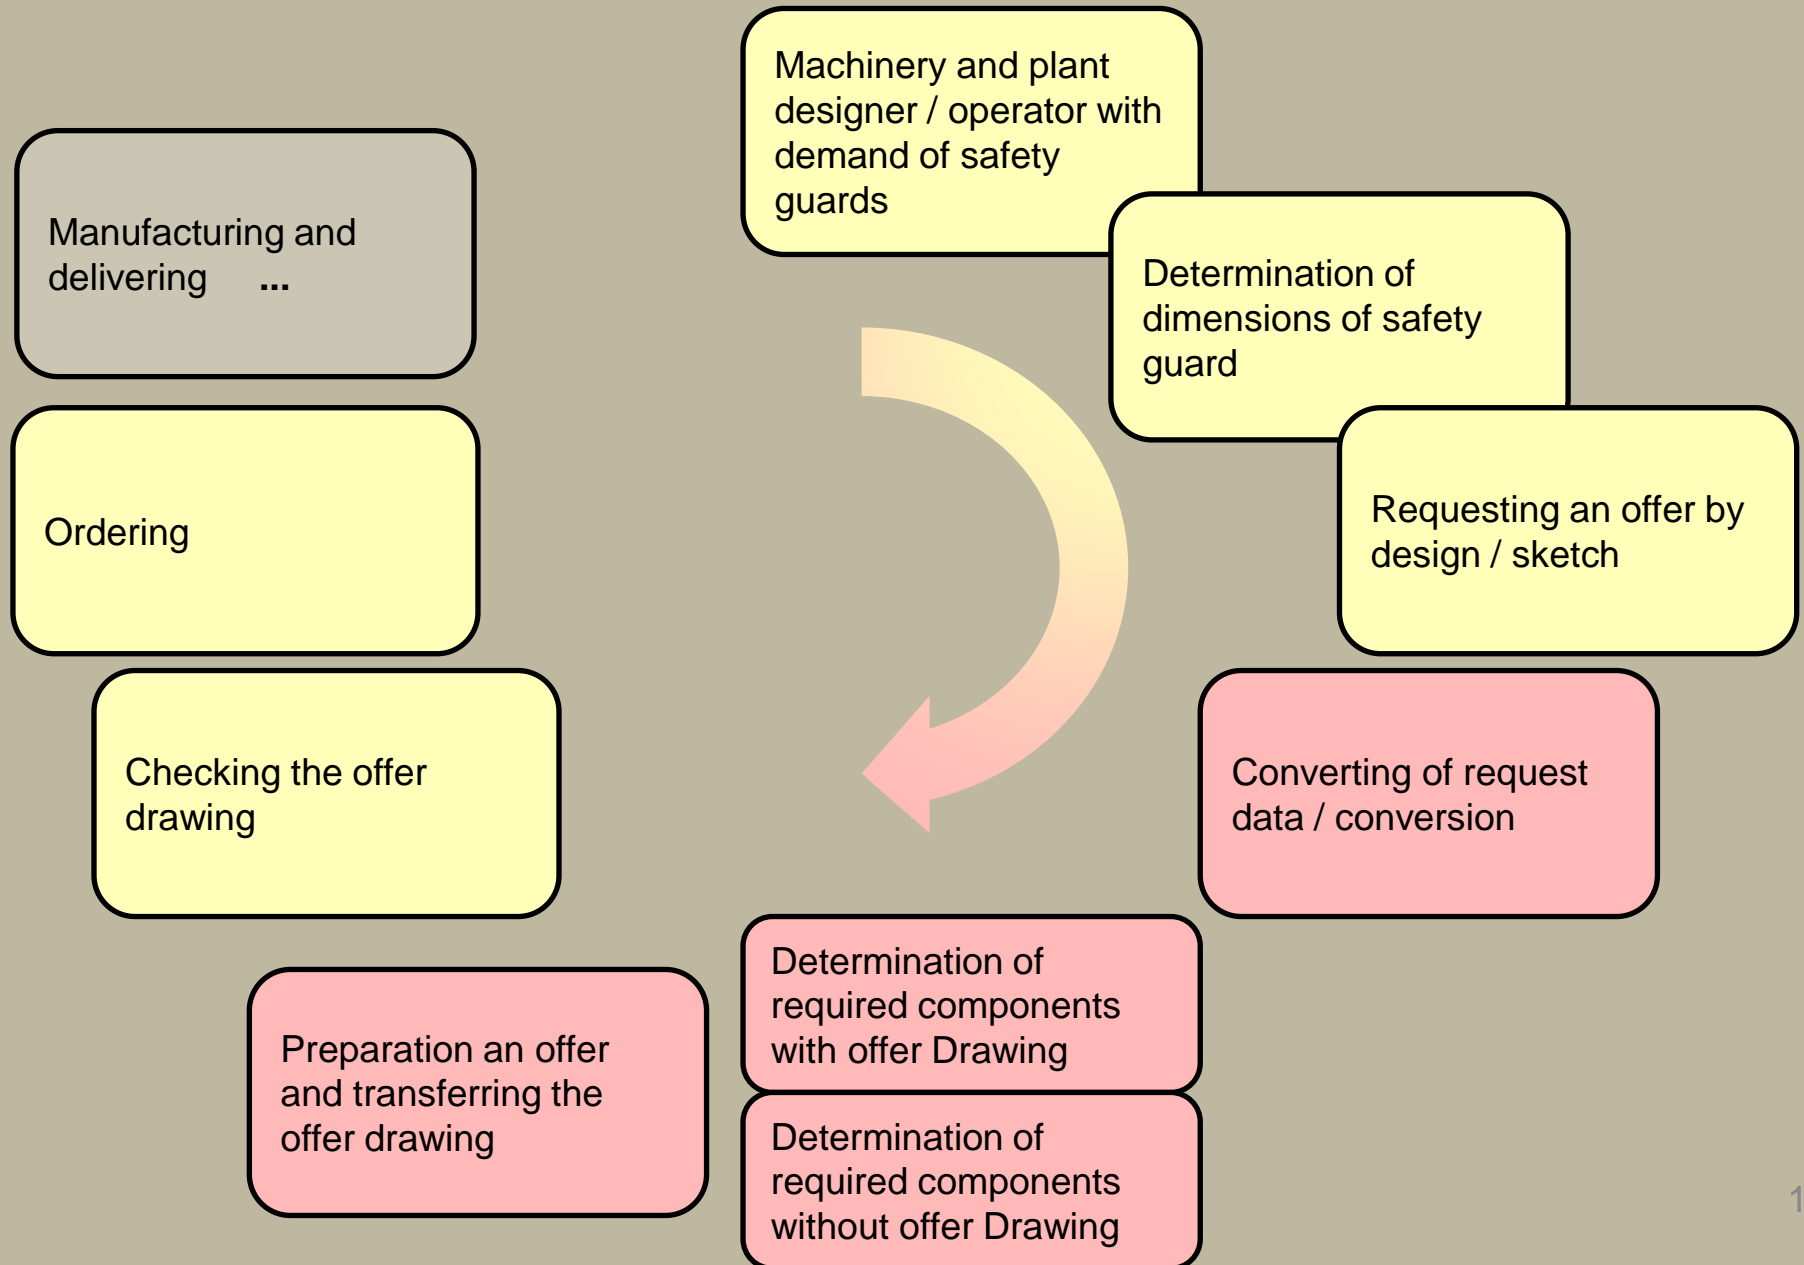 Machinery and plant
designer / operator with
demand of safety
guards
Determination of
dimensions of safety
guard
Requesting an offer by
design / sketch
Converting of request
data / conversion
Determination of
required components
with offer Drawing
Determination of
required components
without offer Drawing
Preparation an offer
and transferring the
offer drawing
Checking the offer
drawing
Ordering
Manufacturing and
delivering ...
1